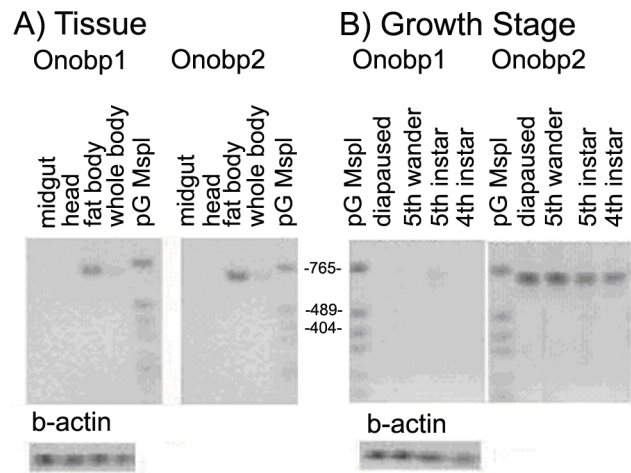 A) Tissue
Onobp1 Onobp2
midgut
head
fat body
whole body
pG MspI
midgut
head
fat body
whole body
pG MspI
b-actin
B) Growth Stage
Onobp1 Onobp2
pG MspI
diapaused
5th wander
5th instar
4th instar
pG MspI
diapaused
5th wander
5th instar
4th instar
-765-
-489-
-404-
b-actin